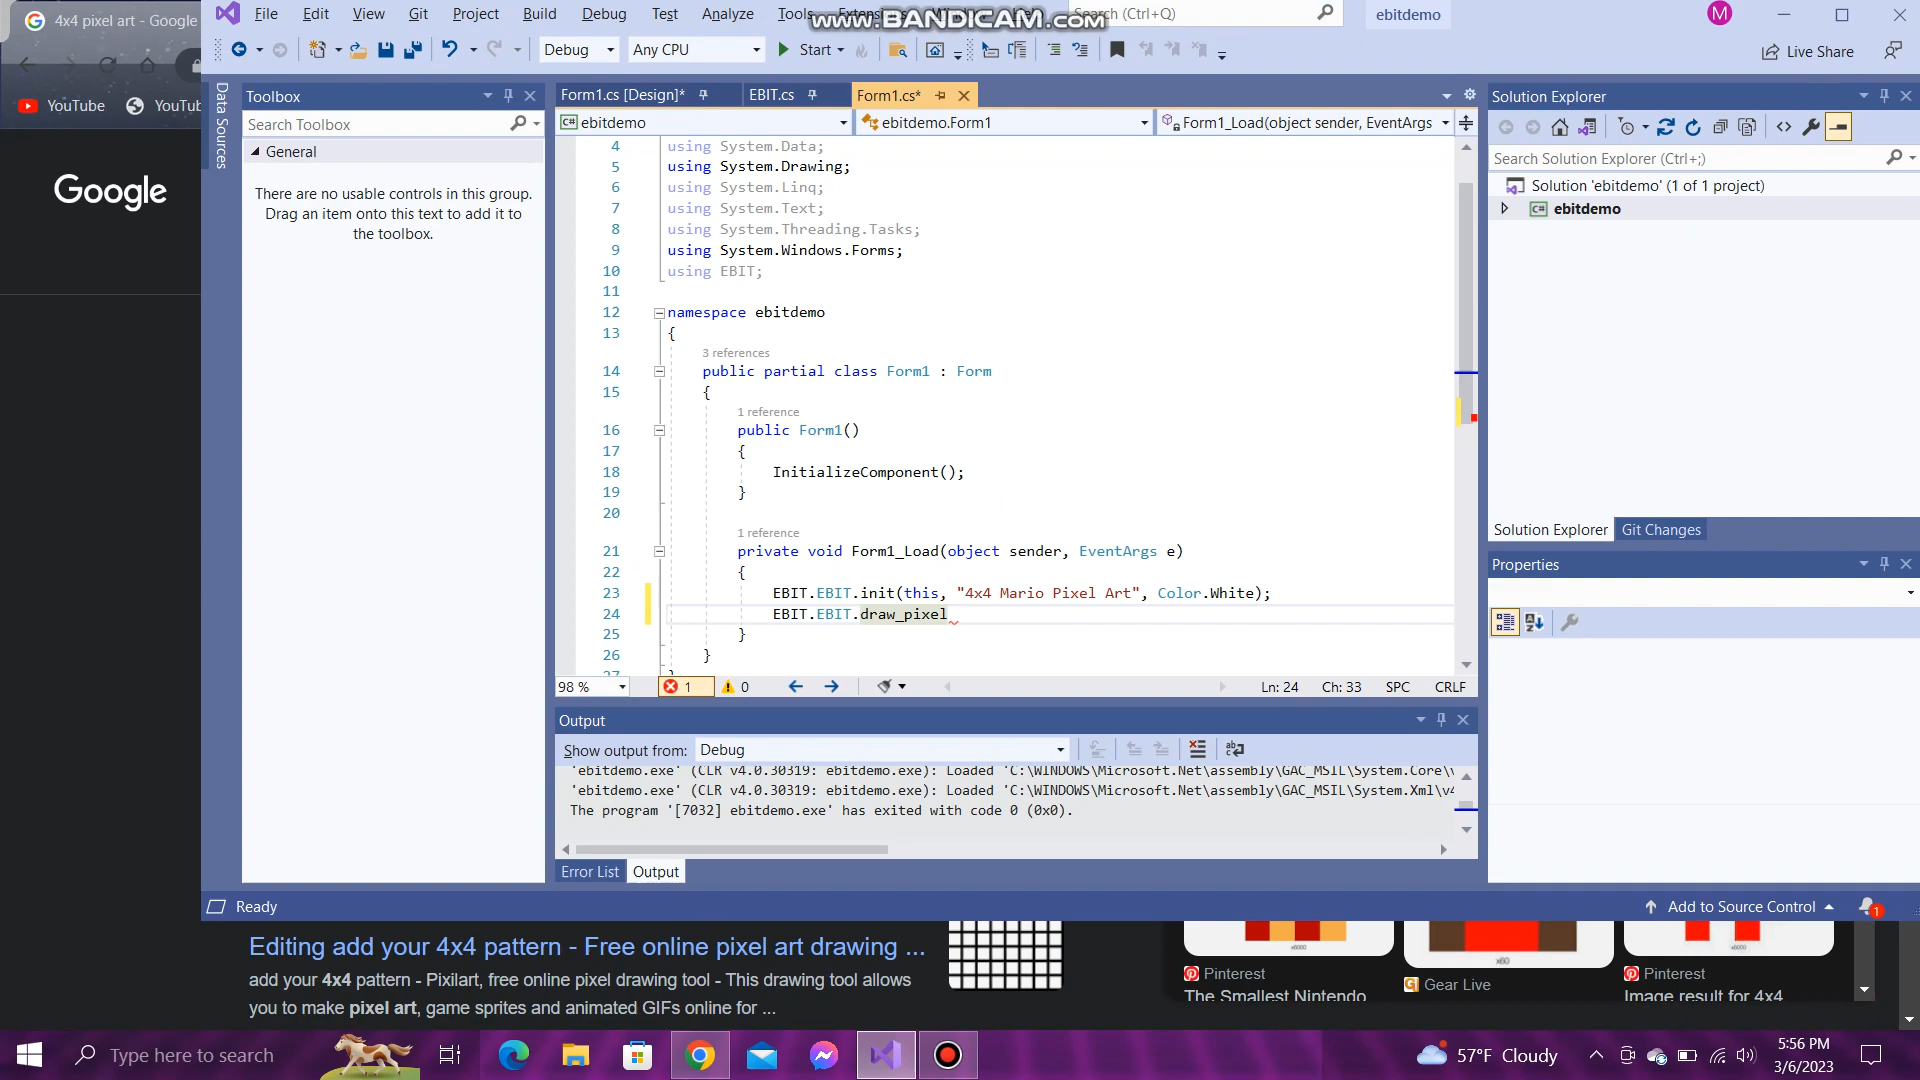 4x4 pixel art - Google
YouTube
YouTub
Google
File Edit View Git Project Build Debug Test Analyze Tools Extensions Window Help
Search (Ctrl+Q)
ebitdemo
M
www.BANDICAM.com
Debug
Any CPU
Start
Live Share
Data Sources
Toolbox
Search Toolbox
General
There are no usable controls in this group.
Drag an item onto this text to add it to
the toolbox.
Form1.cs [Design]*
EBIT.cs
Form1.cs*
C# ebitdemo
ebitdemo.Form1
Form1_Load(object sender, EventArgs
4 using System.Data;
5 using System.Drawing;
6 using System.Linq;
7 using System.Text;
8 using System.Threading.Tasks;
9 using System.Windows.Forms;
10 using EBIT;
11
12 namespace ebitdemo
13 {
3 references
14 public partial class Form1 : Form
15 {
1 reference
16 public Form1()
17 {
18 InitializeComponent();
19 }
20
1 reference
21 private void Form1_Load(object sender, EventArgs e)
22 {
23 EBIT.EBIT.init(this, "4x4 Mario Pixel Art", Color.White);
24 EBIT.EBIT.draw_pixel
25 }
26 }
27 }
98 %
1
0
Ln: 24
Ch: 33
SPC
CRLF
Output
Show output from:
Debug
'ebitdemo.exe' (CLR v4.0.30319: ebitdemo.exe): Loaded 'C:\WINDOWS\Microsoft.Net\assembly\GAC_MSIL\System.Core\v
'ebitdemo.exe' (CLR v4.0.30319: ebitdemo.exe): Loaded 'C:\WINDOWS\Microsoft.Net\assembly\GAC_MSIL\System.Xml\v4
The program '[7032] ebitdemo.exe' has exited with code 0 (0x0).
Error List
Output
Solution Explorer
Search Solution Explorer (Ctrl+;)
Solution 'ebitdemo' (1 of 1 project)
C# ebitdemo
Solution Explorer
Git Changes
Properties
Ready
Add to Source Control
1
Editing add your 4x4 pattern - Free online pixel art drawing ...
add your 4x4 pattern - Pixilart, free online pixel drawing tool - This drawing tool allows
you to make pixel art, game sprites and animated GIFs online for ...
x6000
x60
Pinterest
The Smallest Nintendo
Gear Live
Pinterest
Image result for 4x4
Type here to search
57°F Cloudy
5:56 PM
3/6/2023